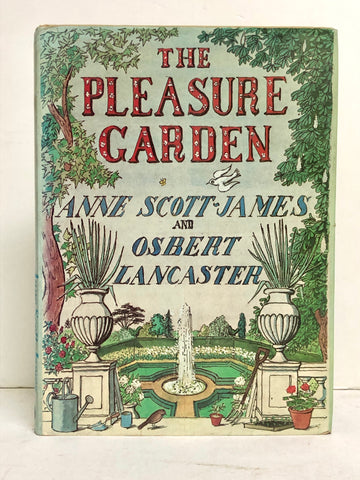 THE
PLEASURE
GARDEN
ANNE SCOTT-JAMES
AND
OSBERT
LANCASTER